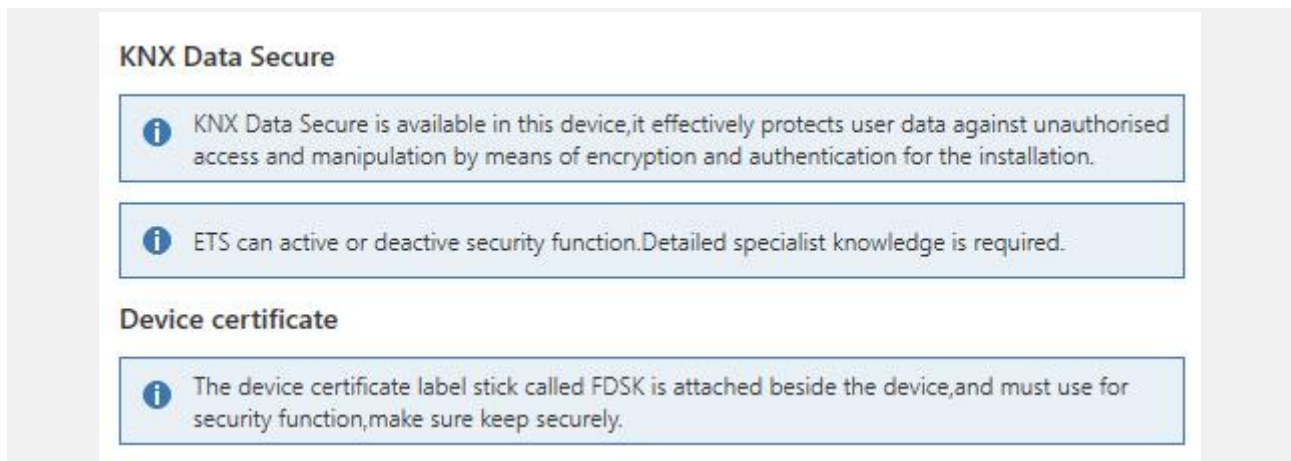 KNX Data Secure
KNX Data Secure is available in this device,it effectively protects user data against unauthorised
access and manipulation by means of encryption and authentication for the installation.
ETS can active or deactive security function.Detailed specialist knowledge is required.
Device certificate
The device certificate label stick called FDSK is attached beside the device,and must use for
security function,make sure keep securely.